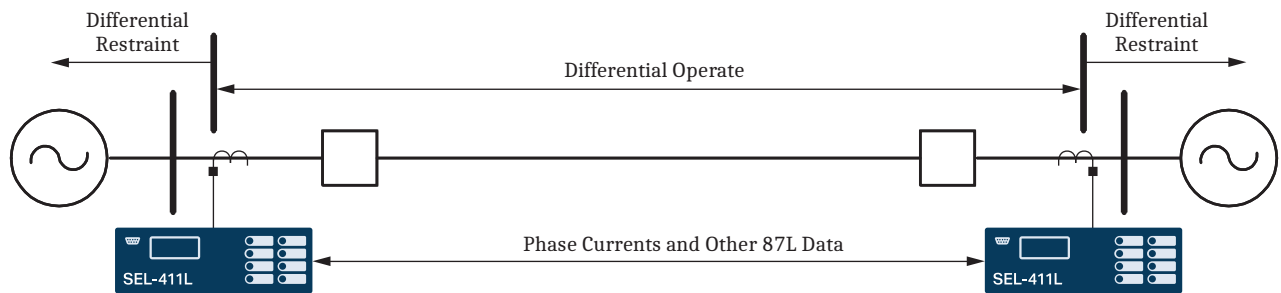 Differential
Restraint
Differential
Restraint
Differential Operate
Phase Currents and Other 87L Data
SEL-411L
SEL-411L